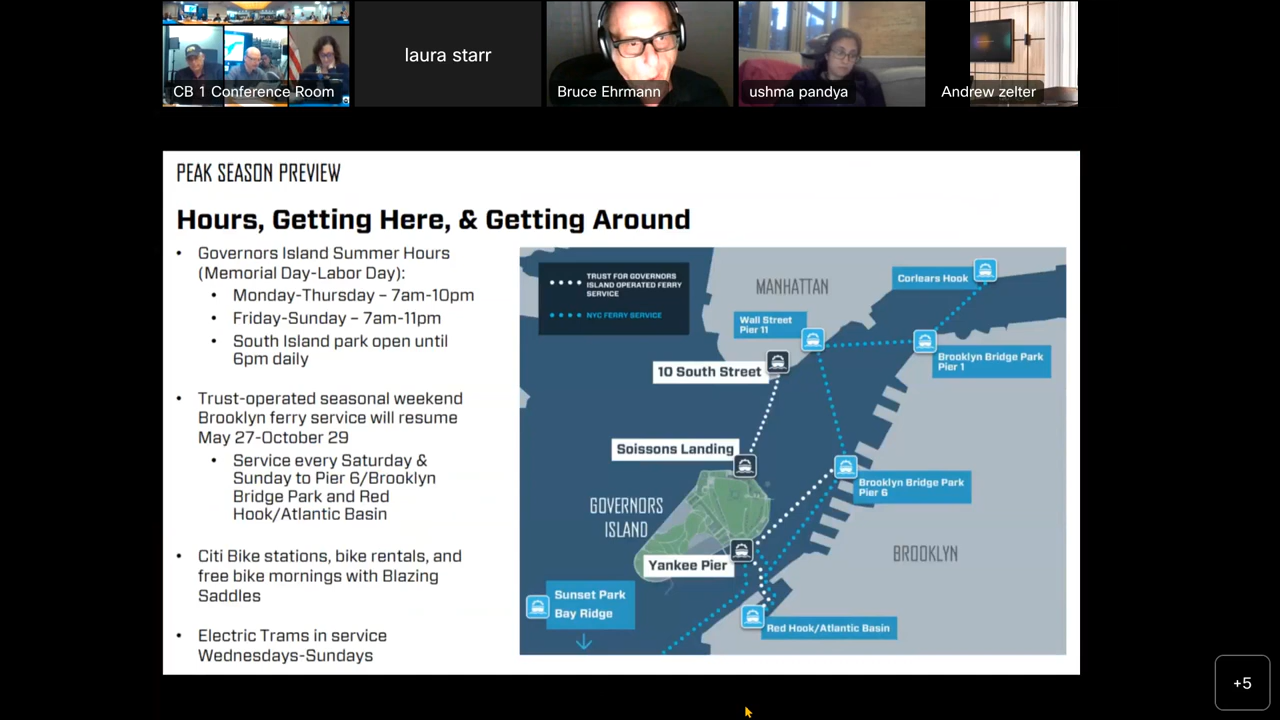 CB 1 Conference Room
laura starr
Bruce Ehrmann
ushma pandya
Andrew zelter
PEAK SEASON PREVIEW
Hours, Getting Here, & Getting Around
• Governors Island Summer Hours
(Memorial Day-Labor Day):
• Monday-Thursday – 7am-10pm
• Friday-Sunday – 7am-11pm
• South Island park open until
6pm daily
• Trust-operated seasonal weekend
Brooklyn ferry service will resume
May 27-October 29
• Service every Saturday &
Sunday to Pier 6/Brooklyn
Bridge Park and Red
Hook/Atlantic Basin
• Citi Bike stations, bike rentals, and
free bike mornings with Blazing
Saddles
• Electric Trams in service
Wednesdays-Sundays
TRUST FOR GOVERNORS
ISLAND OPERATED FERRY
SERVICE
NYC FERRY SERVICE
MANHATTAN
Corlears Hook
Wall Street
Pier 11
Brooklyn Bridge Park
Pier 1
10 South Street
Soissons Landing
Brooklyn Bridge Park
Pier 6
GOVERNORS
ISLAND
BROOKLYN
Yankee Pier
Sunset Park
Bay Ridge
Red Hook/Atlantic Basin
+5